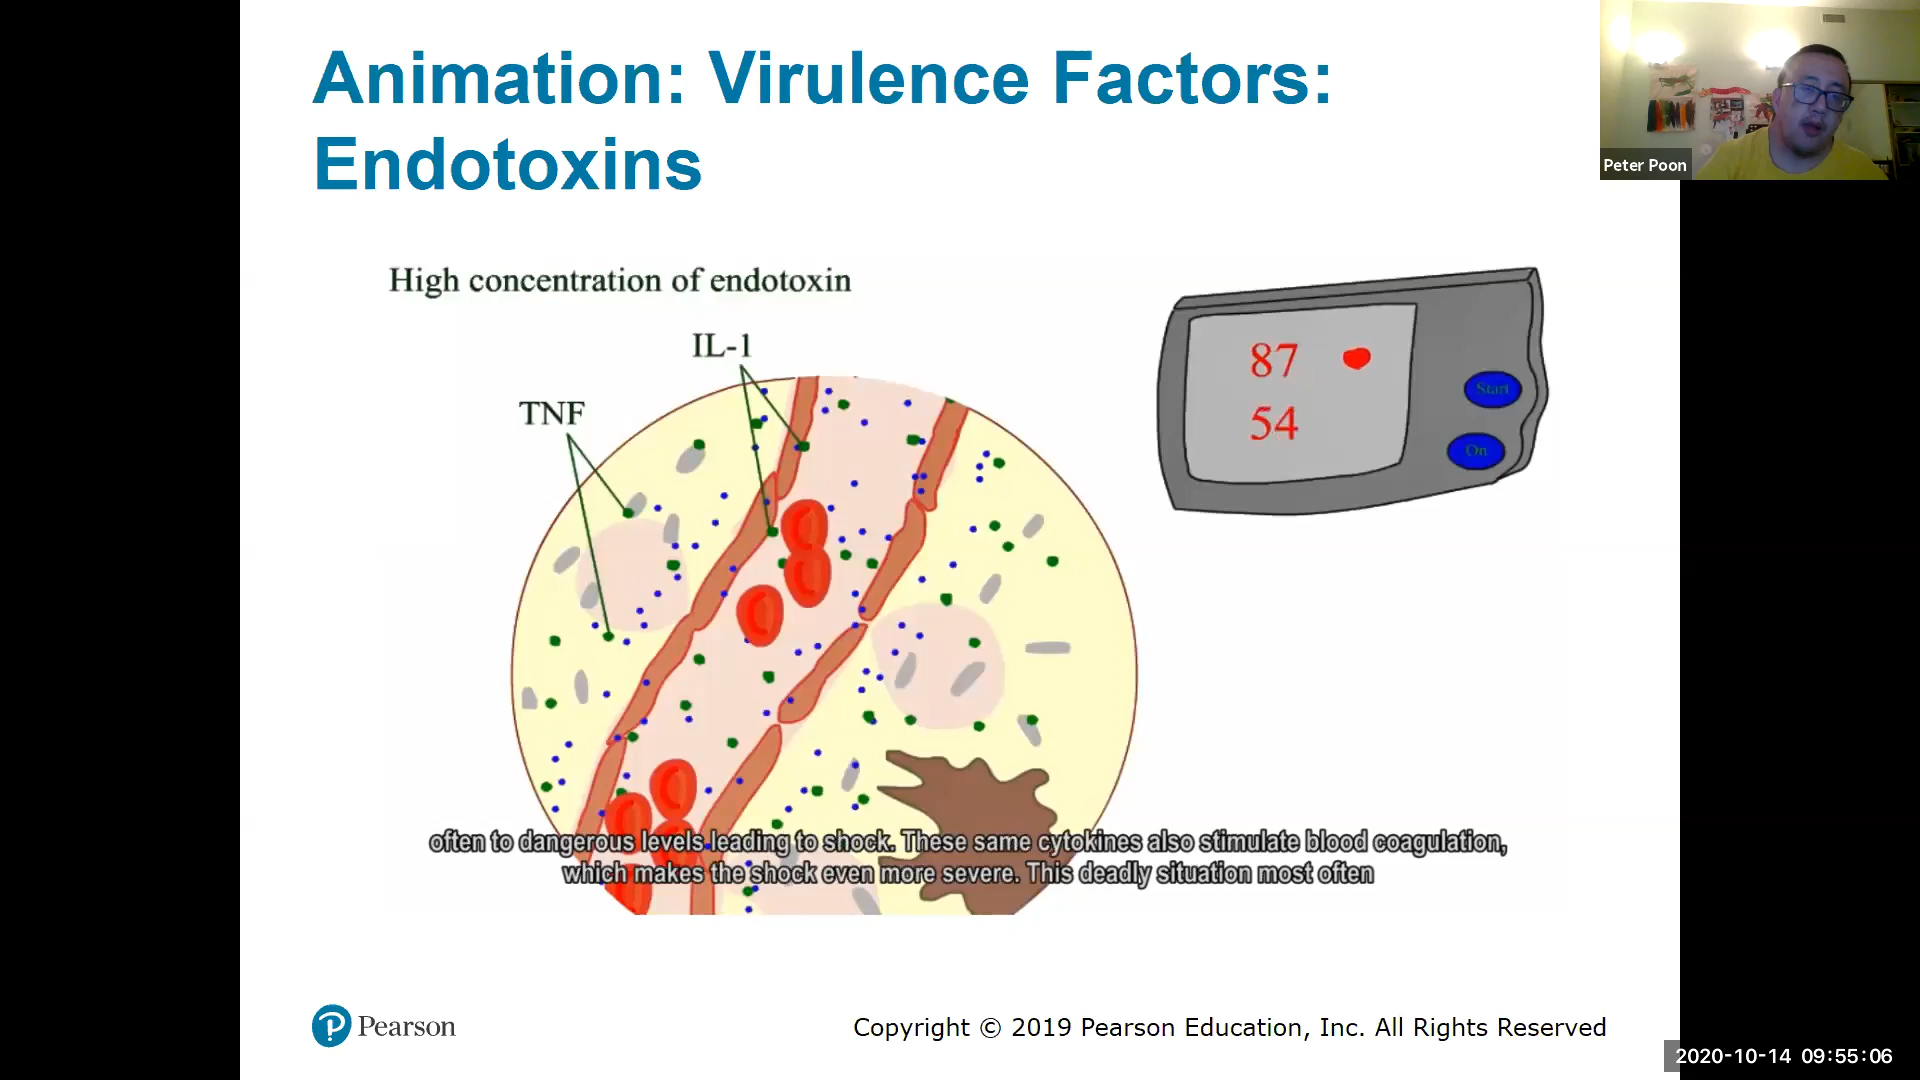 Animation: Virulence Factors:
Endotoxins
Peter Poon
High concentration of endotoxin
IL-1
TNF
87
54
Start
On
often to dangerous levels leading to shock. These same cytokines also stimulate blood coagulation,
which makes the shock even more severe. This deadly situation most often
Pearson
Copyright © 2019 Pearson Education, Inc. All Rights Reserved
2020-10-14 09:55:06